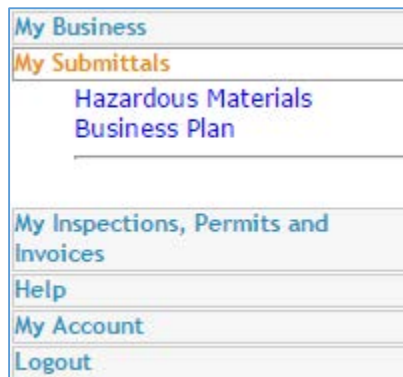 My Business
My Submittals
Hazardous Materials
Business Plan
My Inspections, Permits and
Invoices
Help
My Account
Logout